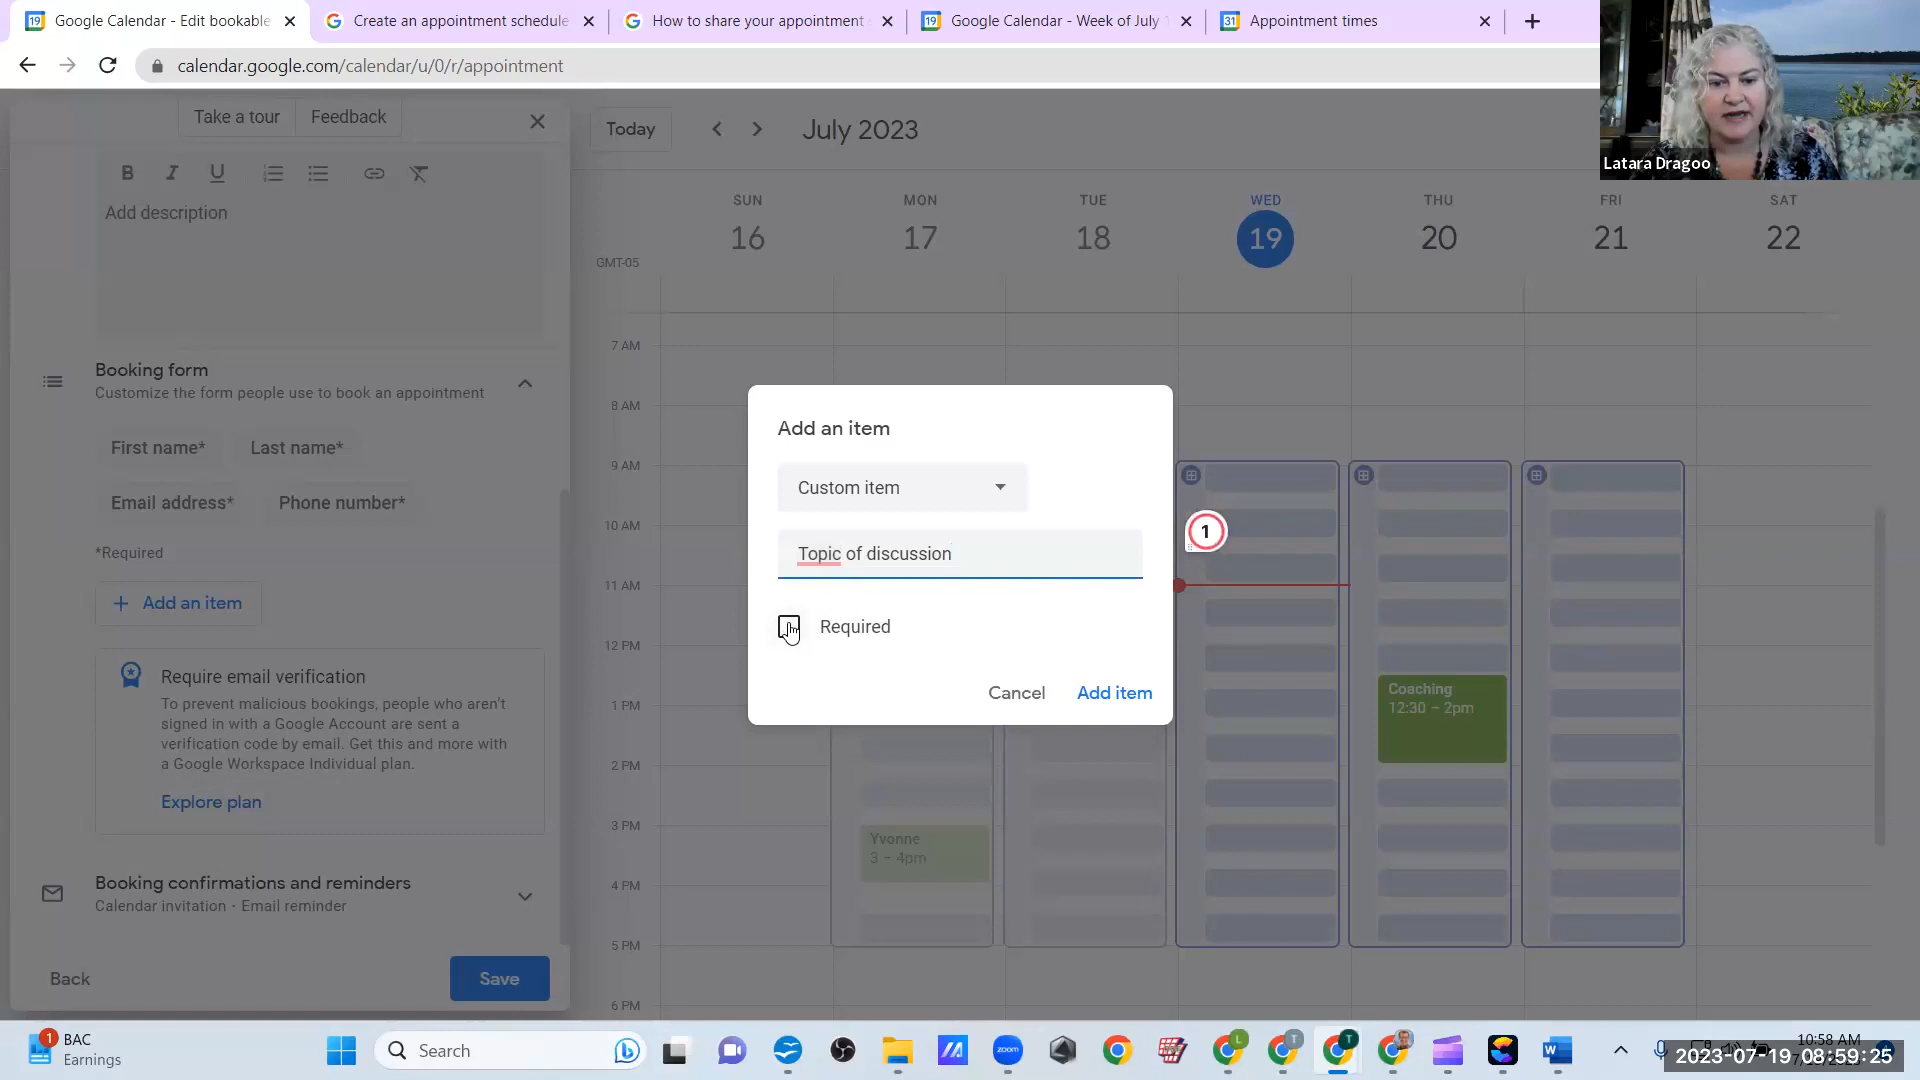 Google Calendar - Edit bookable
Create an appointment schedule
How to share your appointment
Google Calendar - Week of July
Appointment times
calendar.google.com/calendar/u/0/r/appointment
Latara Dragoo
Take a tour
Feedback
Today
July 2023
Add description
SUN
MON
TUE
WED
THU
FRI
SAT
16
17
18
19
20
21
22
GMT-05
7 AM
8 AM
9 AM
10 AM
11 AM
12 PM
1 PM
2 PM
3 PM
4 PM
5 PM
6 PM
Booking form
Customize the form people use to book an appointment
First name*
Last name*
Email address*
Phone number*
*Required
Add an item
Require email verification
To prevent malicious bookings, people who aren't
signed in with a Google Account are sent a
verification code by email. Get this and more with
a Google Workspace Individual plan.
Explore plan
Booking confirmations and reminders
Calendar invitation · Email reminder
Back
Save
Add an item
Custom item
Topic of discussion
Required
Cancel
Add item
1
Coaching
12:30 – 2pm
Yvonne
3 – 4pm
1
BAC
Earnings
Search
zoom
10:58 AM
2023-07-19 08:59:25